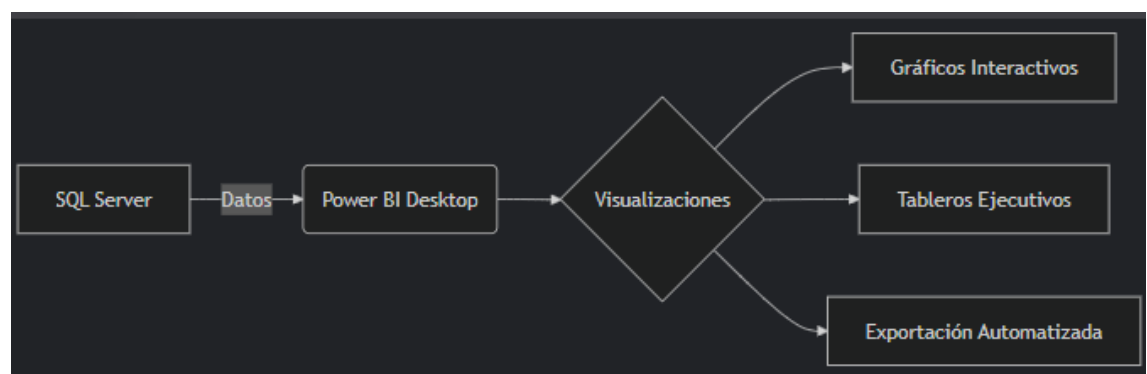 Gráficos Interactivos
SQL Server
Datos
Power BI Desktop
Visualizaciones
Tableros Ejecutivos
Exportación Automatizada